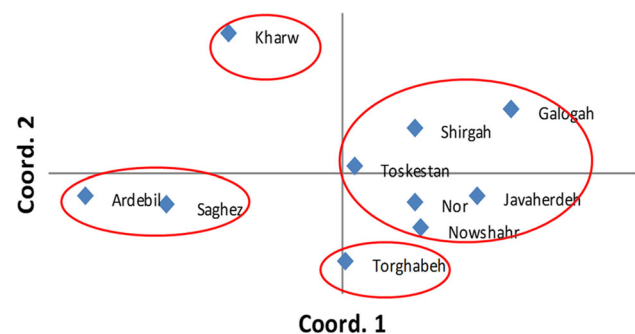 Kharw
Galogah
Shirgah
Toskestan
Ardebil
Saghez
Javaherdeh
Nor
Nowshahr
Torghabeh
Coord. 2
Coord. 1